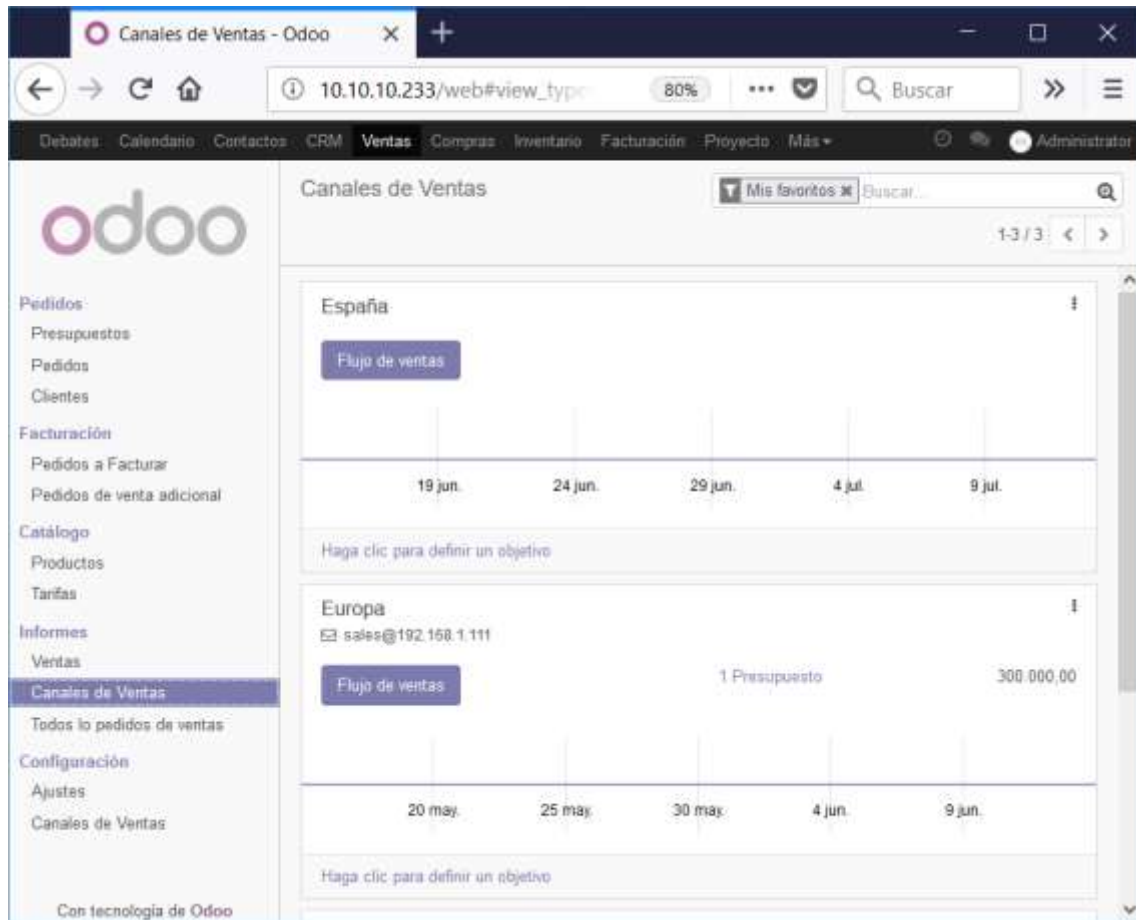 Canales de Ventas - Odoo
10.10.10.233/web#view_type
80%
Buscar
Debates Calendario Contactos CRM Ventas Compras Inventario Facturación Proyecto Más Administrator
odoo
Canales de Ventas
Mis favoritos
Buscar...
1-3 / 3
Pedidos
Presupuestos
Pedidos
Clientes
Facturación
Pedidos a Facturar
Pedidos de venta adicional
Catálogo
Productos
Tarifas
Informes
Ventas
Canales de Ventas
Todos lo pedidos de ventas
Configuración
Ajustes
Canales de Ventas
Con tecnología de Odoo
España
Flujo de ventas
19 jun. 24 jun. 29 jun. 4 jul. 9 jul.
Haga clic para definir un objetivo
Europa
sales@192.168.1.111
Flujo de ventas 1 Presupuesto 300.000,00
20 may. 25 may. 30 may. 4 jun. 9 jun.
Haga clic para definir un objetivo